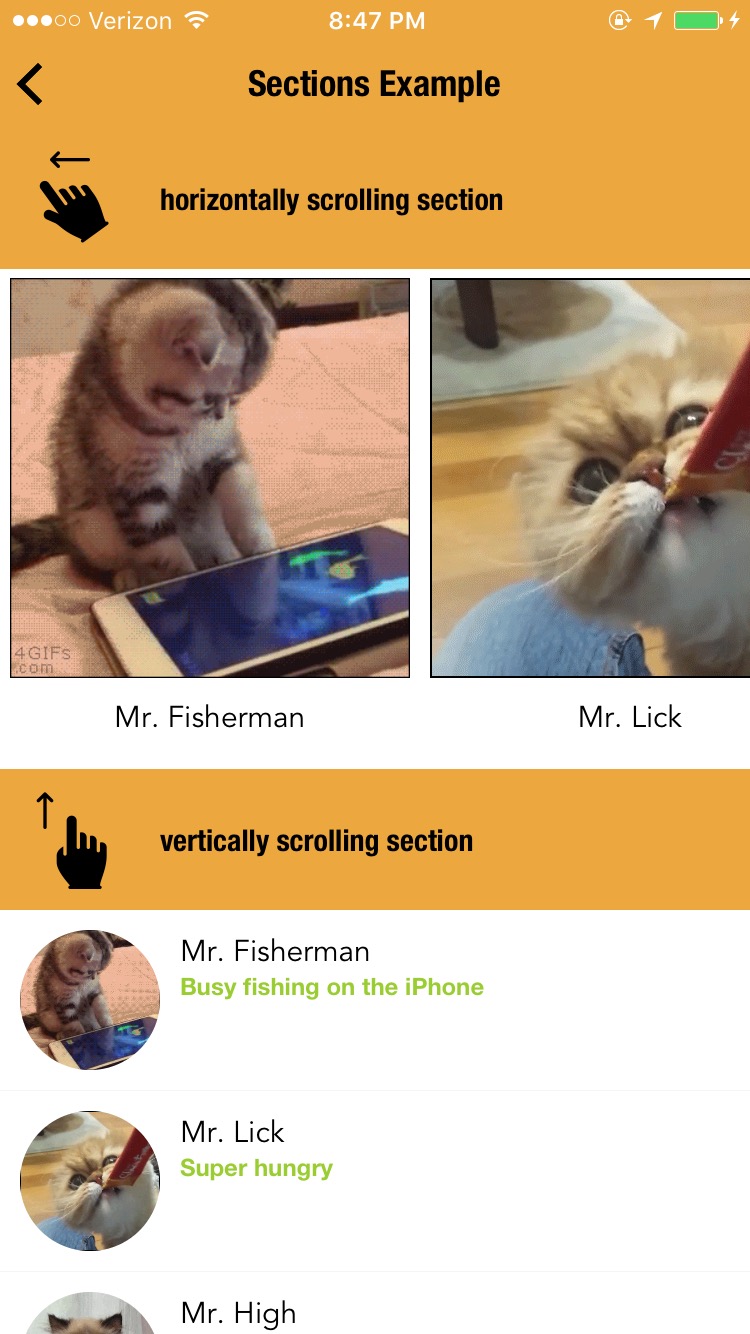 Verizon
8:47 PM
Sections Example
horizontally scrolling section
4GIFs
.com
Mr. Fisherman
Mr. Lick
vertically scrolling section
Mr. Fisherman
Busy fishing on the iPhone
Mr. Lick
Super hungry
Mr. High